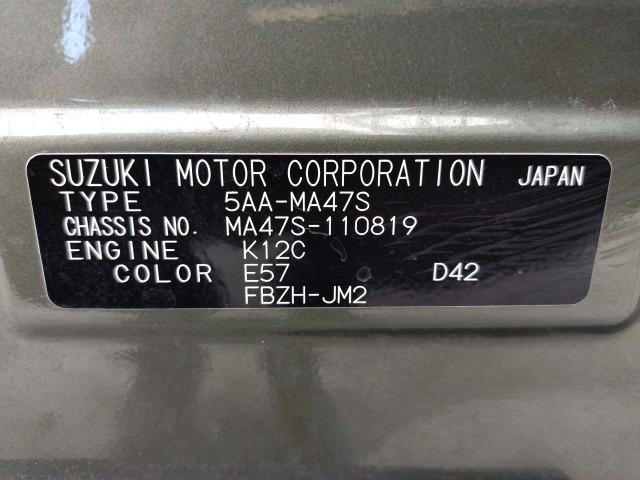 SUZUKI MOTOR CORPORATION JAPAN
TYPE 5AA-MA47S
CHASSIS NO. MA47S-110819
ENGINE K12C
COLOR E57 D42
FBZH-JM2